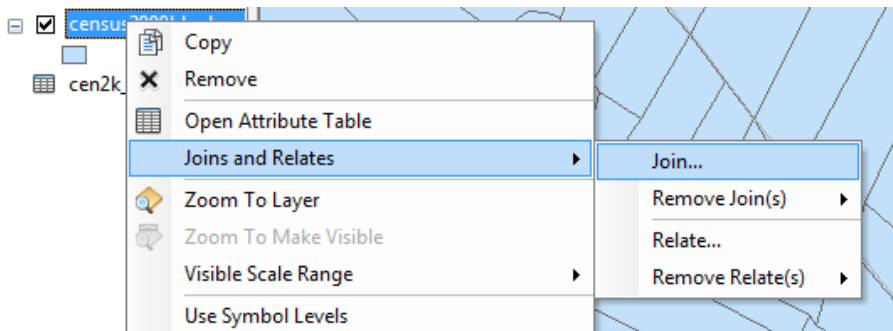 Copy
cen2k_
Remove
Open Attribute Table
Joins and Relates
Join...
Zoom To Layer
Remove Join(s)
Zoom To Make Visible
Relate...
Visible Scale Range
Remove Relate(s)
Use Symbol Levels